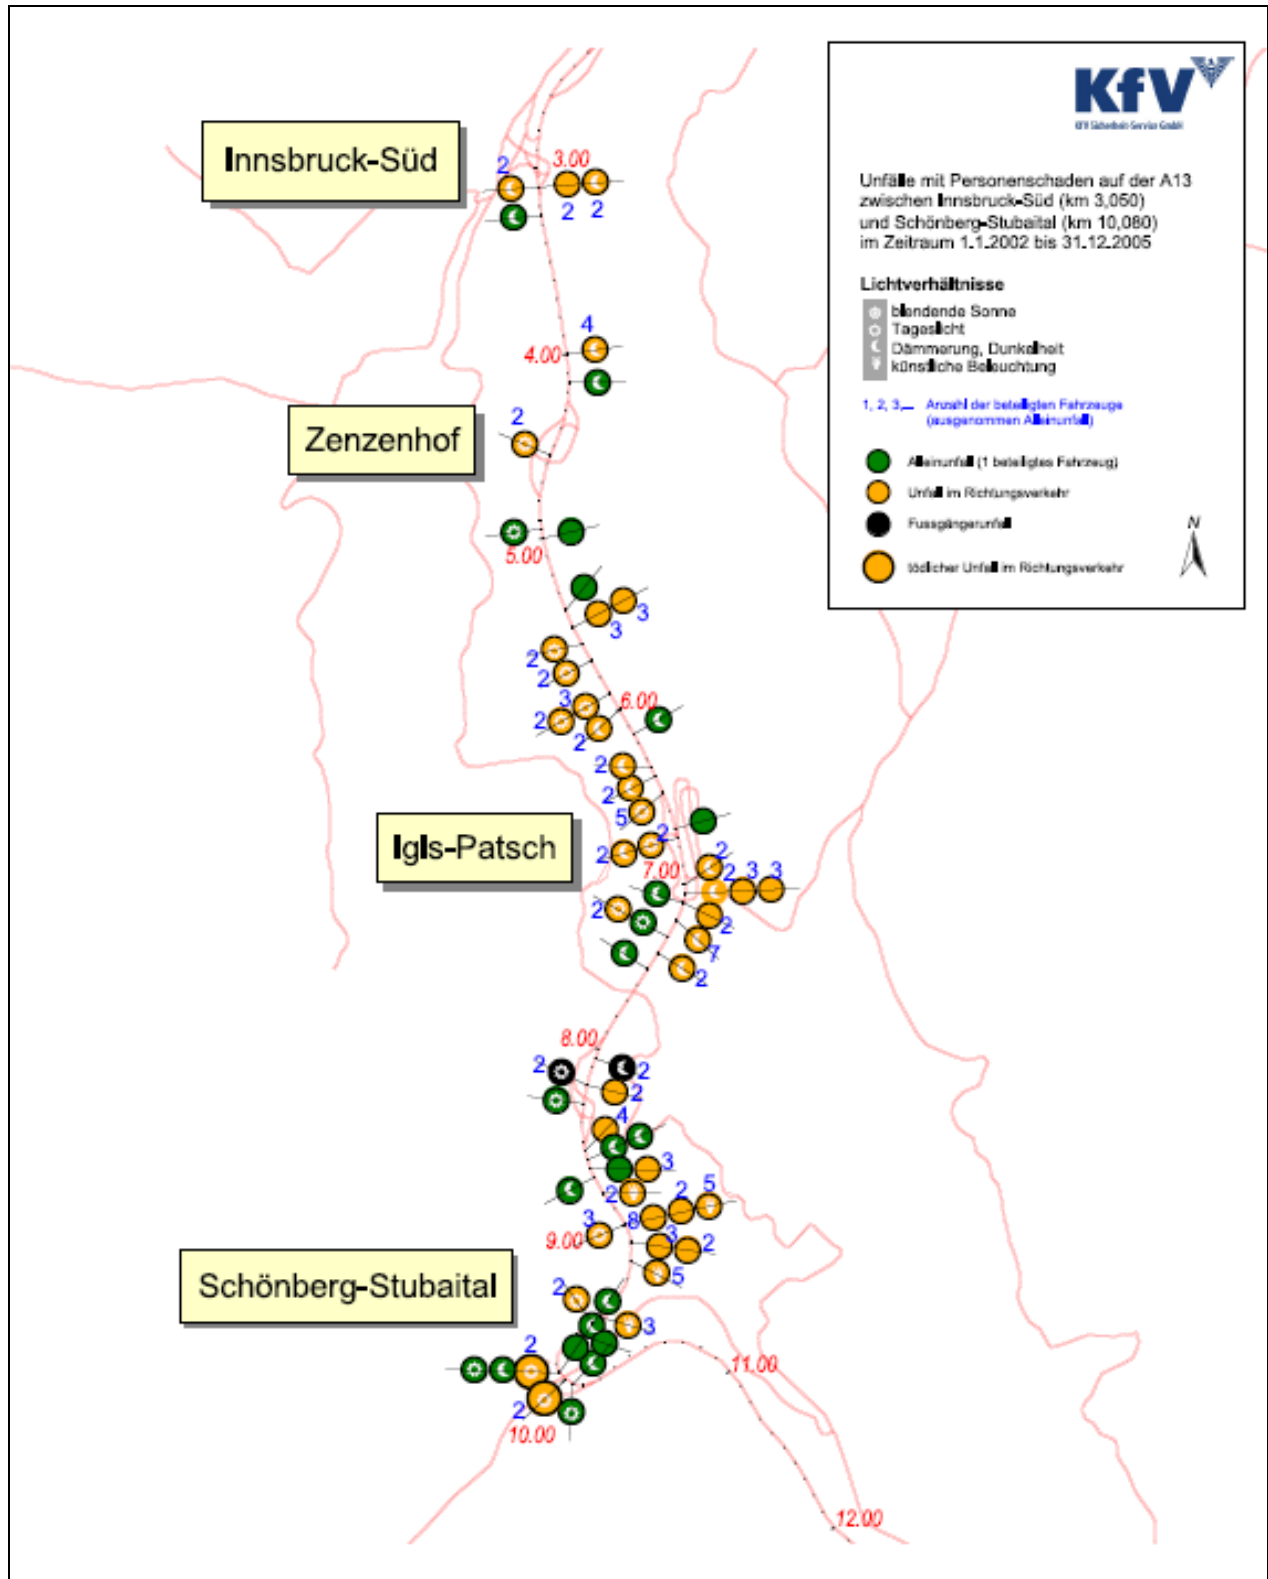 KfV
KfV Sicherheit-Service GmbH
Unfälle mit Personenschaden auf der A13
zwischen Innsbruck-Süd (km 3,050)
und Schönberg-Stubaital (km 10,080)
im Zeitraum 1.1.2002 bis 31.12.2005
Lichtverhältnisse
blendende Sonne
Tageslicht
Dämmerung, Dunkelheit
künstliche Beleuchtung
1, 2, 3,... Anzahl der beteiligten Fahrzeuge
(ausgenommen Alleinunfall)
Alleinunfall (1 beteiligtes Fahrzeug)
Unfall im Richtungsverkehr
Fussgängerunfall
tödlicher Unfall im Richtungsverkehr
N
Innsbruck-Süd
2
3.00
2 2
4
4.00
Zenzenhof
2
5.00
3
3
2
2
6.00
3
2
2
2
2
5
Igls-Patsch
2
2
2
7.00
2 3 3
2
2
7
2
8.00
2
2
2
4
3
2
5
2
8
3
9.00
3
2
5
Schönberg-Stubaital
2
3
2
11.00
2
10.00
12.00